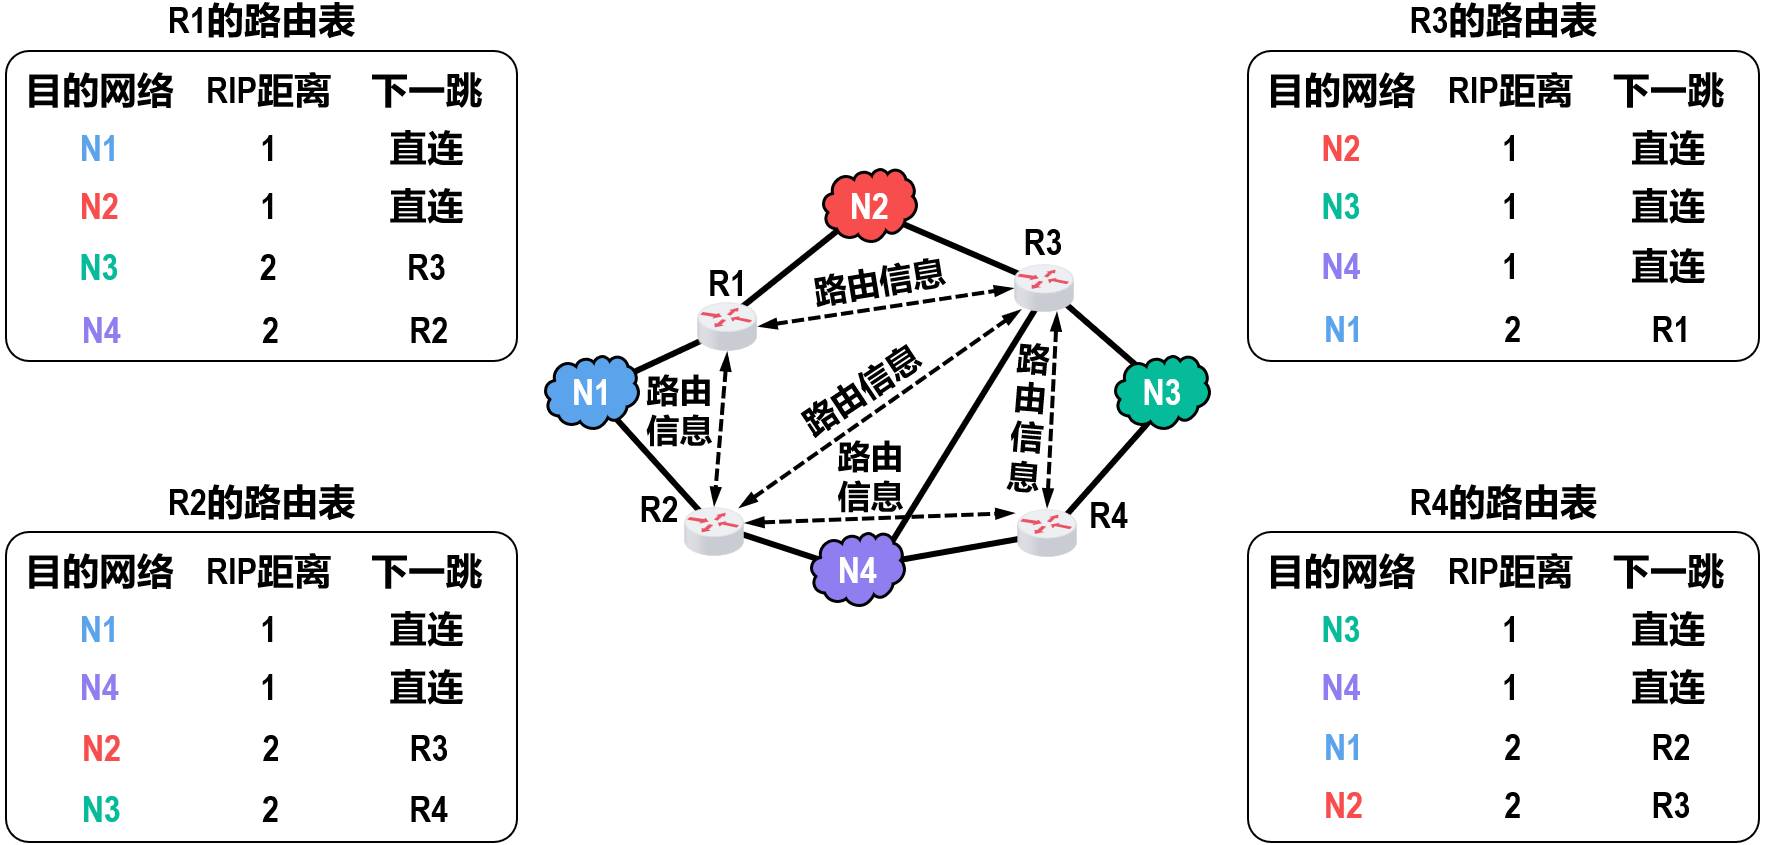 R1的路由表
目的网络 RIP距离 下一跳
N1 1 直连
N2 1 直连
N3 2 R3
N4 2 R2
R2的路由表
目的网络 RIP距离 下一跳
N1 1 直连
N4 1 直连
N2 2 R3
N3 2 R4
N2
R3
R1
路由信息
N1
路由
信息
路由信息
路
由
信
息
N3
路由
信息
R2
R4
N4
R3的路由表
目的网络 RIP距离 下一跳
N2 1 直连
N3 1 直连
N4 1 直连
N1 2 R1
R4的路由表
目的网络 RIP距离 下一跳
N3 1 直连
N4 1 直连
N1 2 R2
N2 2 R3